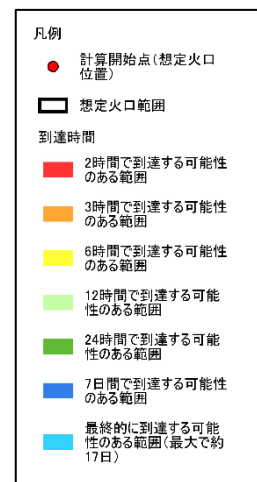 凡例
計算開始点(想定火口
位置)
想定火口範囲
到達時間
2時間で到達する可能性
のある範囲
3時間で到達する可能性
のある範囲
6時間で到達する可能性
のある範囲
12時間で到達する可能
性のある範囲
24時間で到達する可能
性のある範囲
7日間で到達する可能性
のある範囲
最終的に到達する可能
性のある範囲(最大で約
17日)